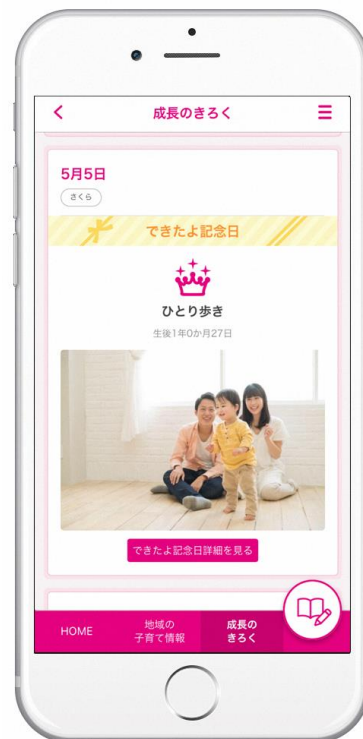 成長のきろく
5月5日
さくら
できたよ記念日
ひとり歩き
生後1年0か月27日
できたよ記念日詳細を見る
HOME
地域の
子育て情報
成長の
きろく